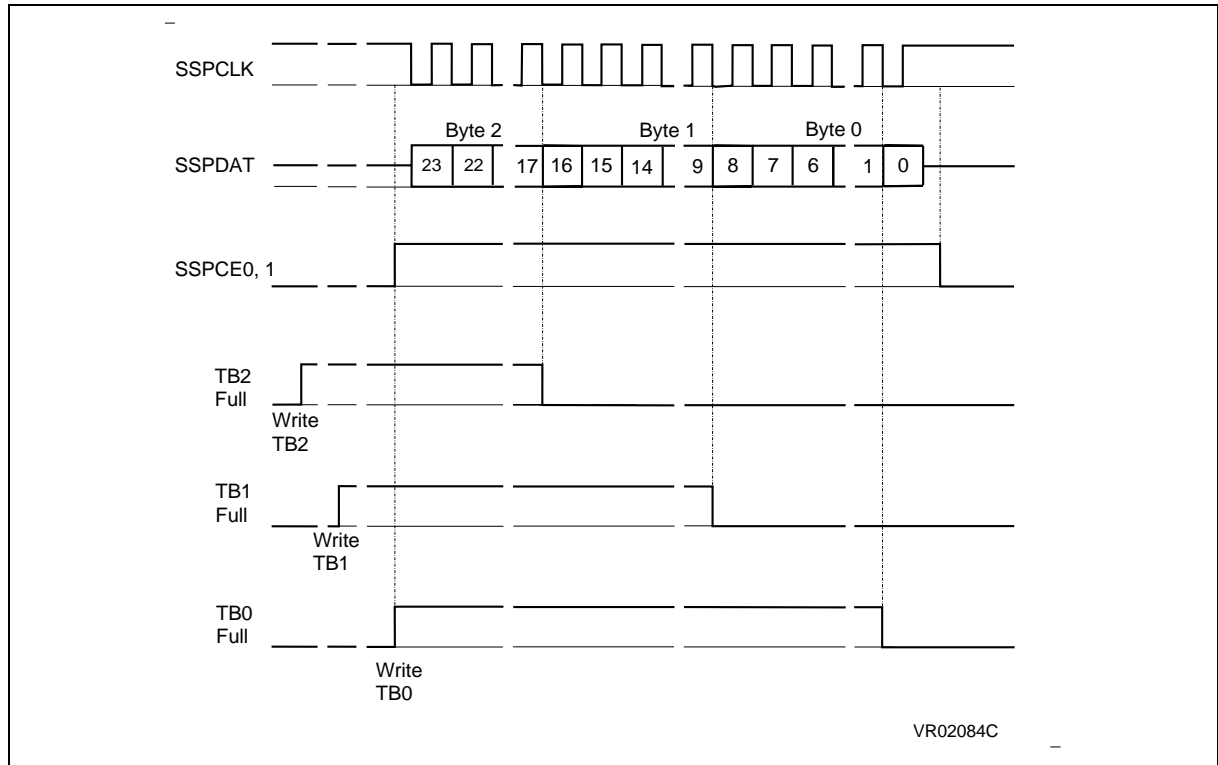 SSPCLK
Byte 2 Byte 1 Byte 0
SSPDAT 23 22 17 16 15 14 9 8 7 6 1 0
SSPCE0, 1
TB2
Full
Write
TB2
TB1
Full
Write
TB1
TB0
Full
Write
TB0
VR02084C